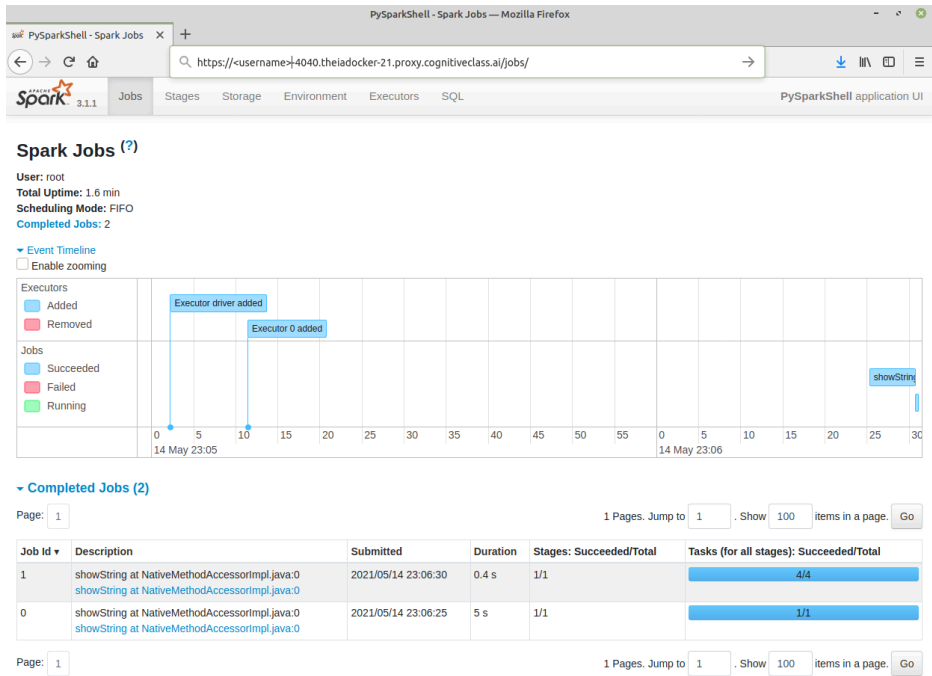 PySparkShell - Spark Jobs — Mozilla Firefox
PySparkShell - Spark Jobs
https://<username>-4040.theiadocker-21.proxy.cognitiveclass.ai/jobs/
APACHE Spark 3.1.1 Jobs Stages Storage Environment Executors SQL PySparkShell application UI
Spark Jobs (?)
User: root
Total Uptime: 1.6 min
Scheduling Mode: FIFO
Completed Jobs: 2
Event Timeline
Enable zooming
Executors
Added
Removed
Executor driver added
Executor 0 added
Jobs
Succeeded
Failed
Running
showString
0 5 10 15 20 25 30 35 40 45 50 55 0 5 10 15 20 25 30
14 May 23:05 14 May 23:06
Completed Jobs (2)
Page: 1 1 Pages. Jump to 1 . Show 100 items in a page. Go
Job Id ▾ Description Submitted Duration Stages: Succeeded/Total Tasks (for all stages): Succeeded/Total
1 showString at NativeMethodAccessorImpl.java:0 2021/05/14 23:06:30 0.4 s 1/1 4/4
showString at NativeMethodAccessorImpl.java:0
0 showString at NativeMethodAccessorImpl.java:0 2021/05/14 23:06:25 5 s 1/1 1/1
showString at NativeMethodAccessorImpl.java:0
Page: 1 1 Pages. Jump to 1 . Show 100 items in a page. Go